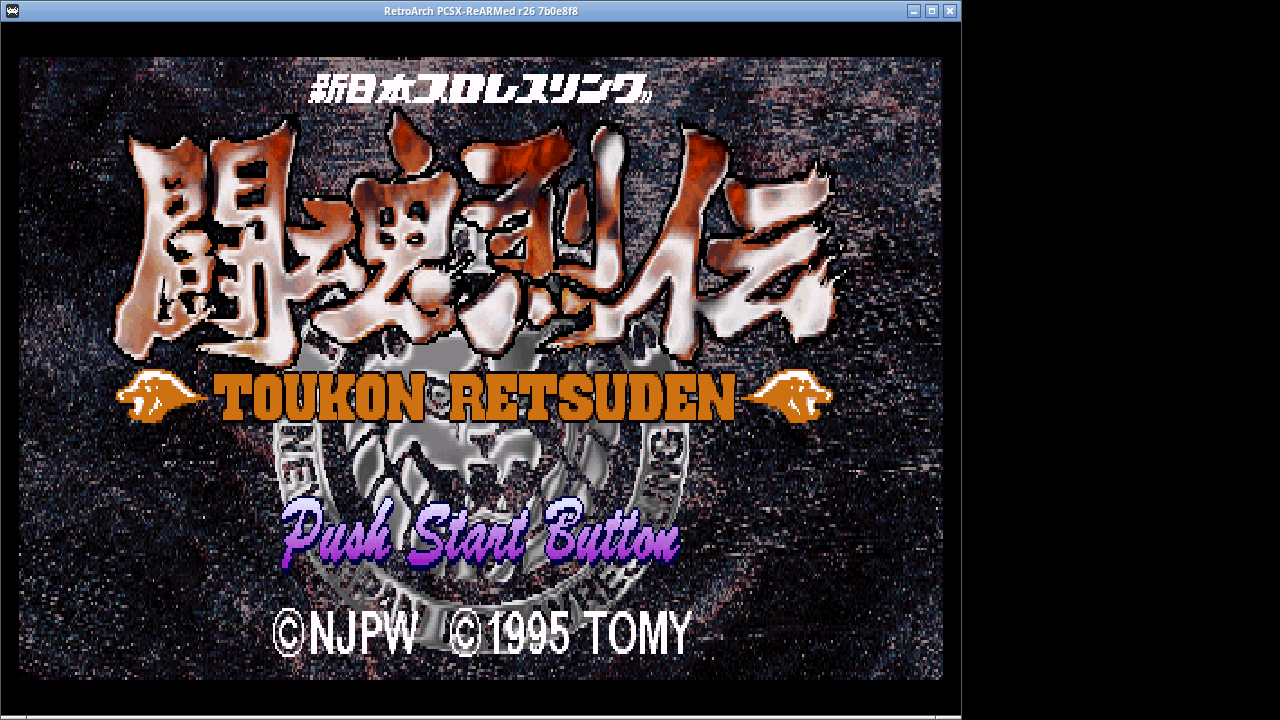 RetroArch PCSX-ReARMed r26 7b0e8f8
新日本プロレスリング
闘魂烈伝
TOUKON RETSUDEN
Push Start Button
©NJPW ©1995 TOMY